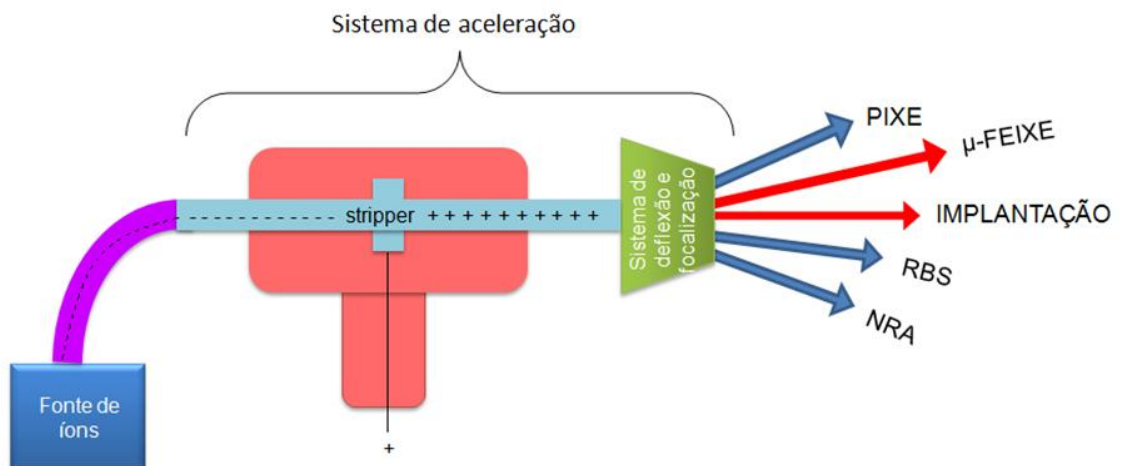 Sistema de aceleração
PIXE
μ-FEIXE
IMPLANTAÇÃO
RBS
NRA
Sistema de
deflexão e
focalização
- - - - - - - - - - - - - - - - stripper + + + + + + + + + +
Fonte de
íons
+